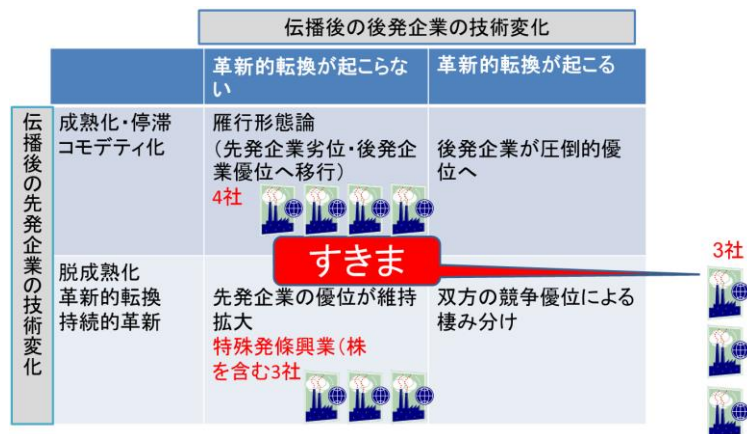 伝播後の後発企業の技術変化
革新的転換が起こらな
い
革新的転換が起こる
伝播後の先発企業の技術変化
成熟化・停滞
コモデティ化
雁行形態論
(先発企業劣位・後発企
業優位へ移行)
4社
後発企業が圧倒的優
位へ
すきま
3社
脱成熟化
革新的転換
持続的革新
先発企業の優位が維持
拡大
特殊発條興業(株
を含む3社
双方の競争優位による
棲み分け